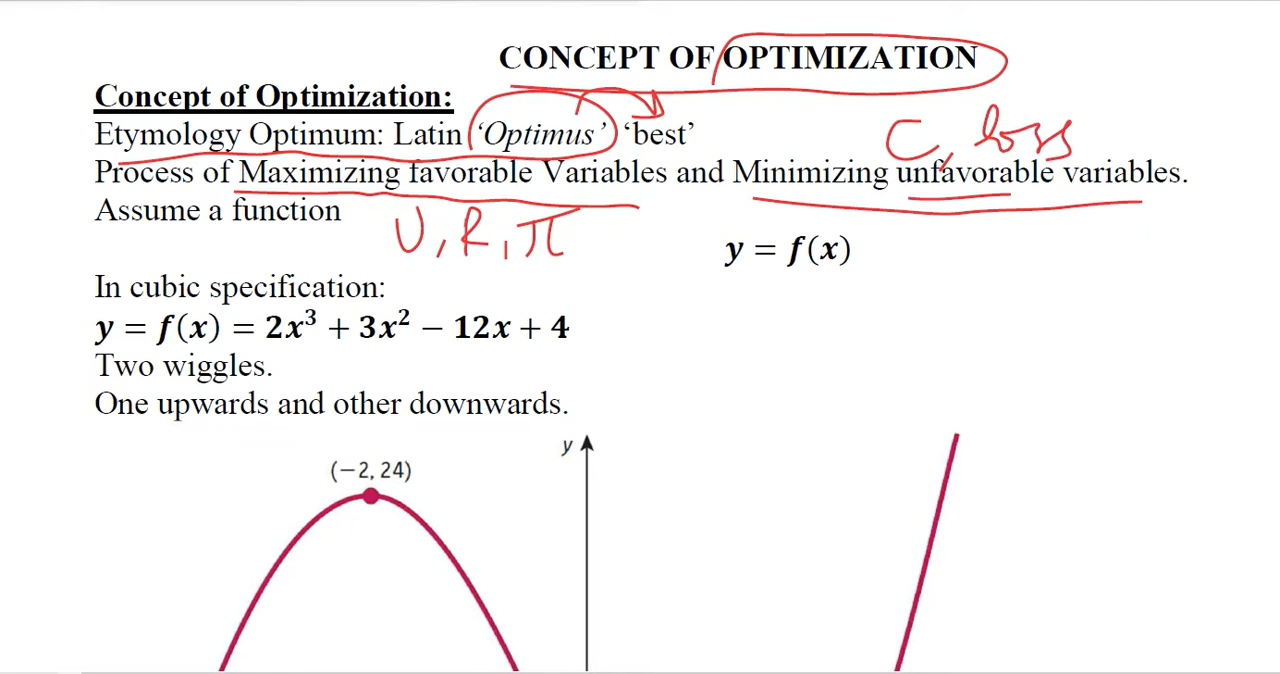 CONCEPT OF OPTIMIZATION
Concept of Optimization:
Etymology Optimum: Latin ‘Optimus’ ‘best’
C, loss
Process of Maximizing favorable Variables and Minimizing unfavorable variables.
Assume a function
U, R, π
y = f(x)
In cubic specification:
y = f(x) = 2x³ + 3x² − 12x + 4
Two wiggles.
One upwards and other downwards.
y
(−2, 24)